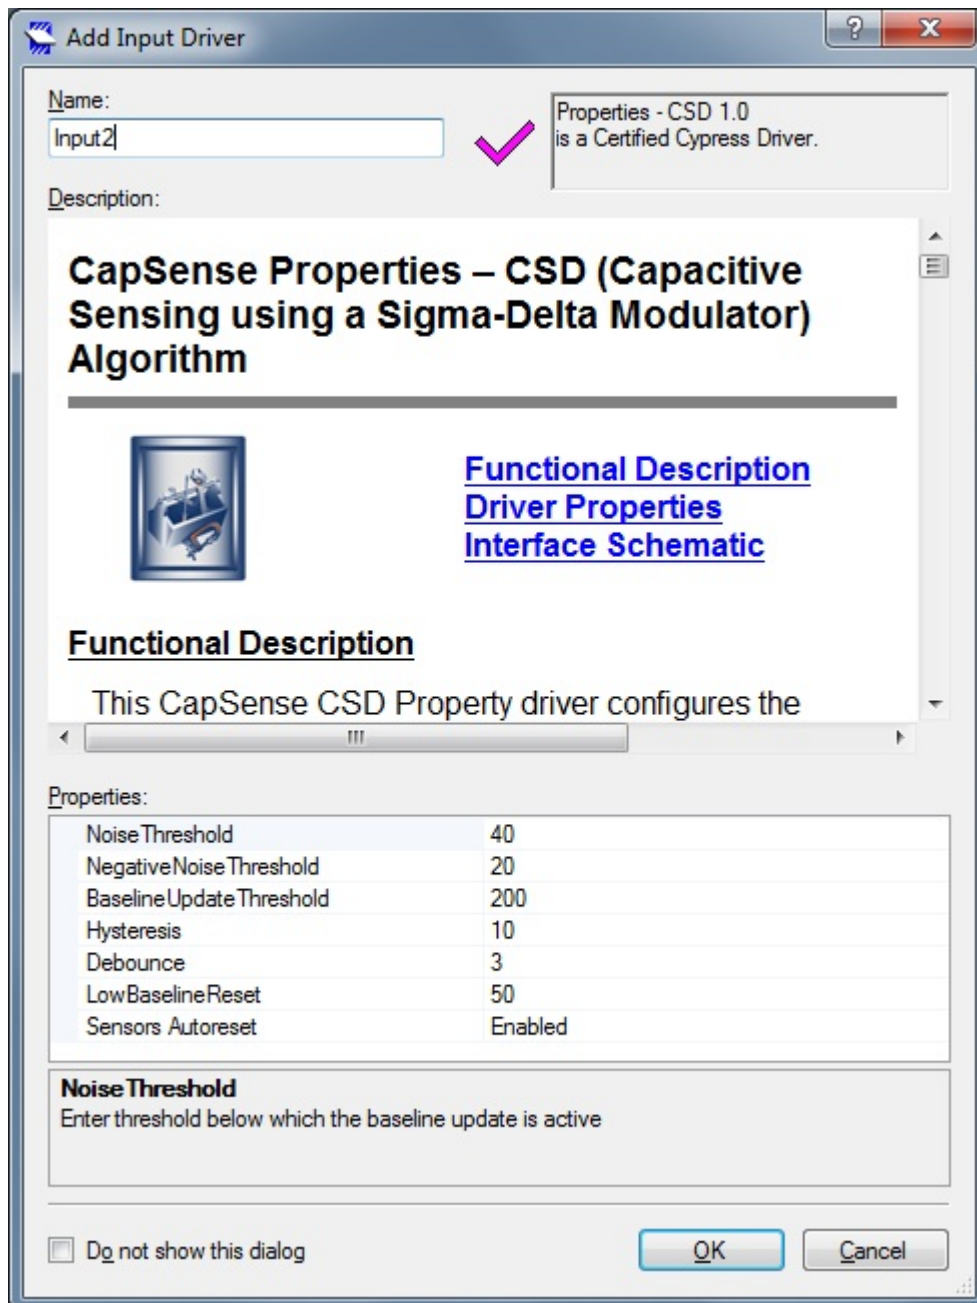 Add Input Driver
Name:
Input2
Properties - CSD 1.0
is a Certified Cypress Driver.
Description:
CapSense Properties – CSD (Capacitive
Sensing using a Sigma-Delta Modulator)
Algorithm
Functional Description
Driver Properties
Interface Schematic
Functional Description
This CapSense CSD Property driver configures the
Properties:
NoiseThreshold 40
NegativeNoiseThreshold 20
BaselineUpdateThreshold 200
Hysteresis 10
Debounce 3
LowBaselineReset 50
Sensors Autoreset Enabled
NoiseThreshold
Enter threshold below which the baseline update is active
Do not show this dialog
OK
Cancel